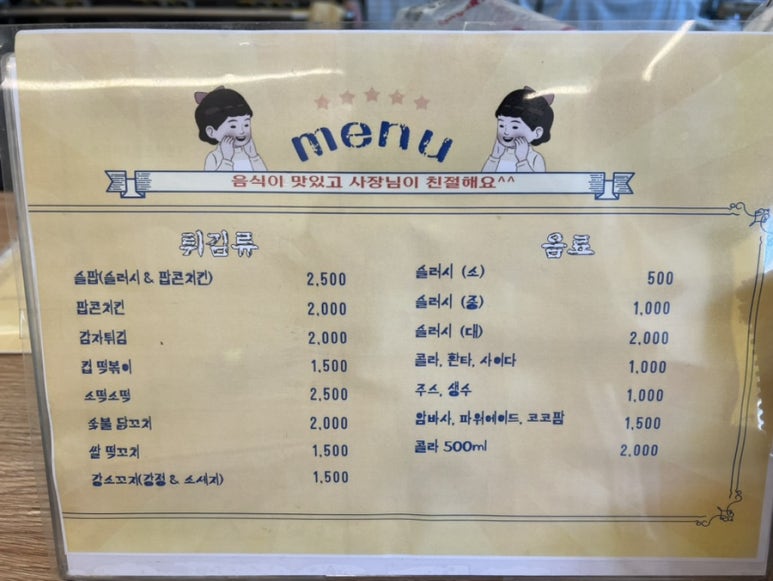 menu
음식이 맛있고 사장님이 친절해요^^
튀김류
슬팝(슬러시 & 팝콘치킨) 2,500
팝콘치킨 2,000
감자튀김 2,000
컵 떡볶이 1,500
소떡소떡 2,500
숯불 닭꼬치 2,000
쌀 떡꼬치 1,500
강소꼬치(강정 & 소세지) 1,500
음료
슬러시 (소) 500
슬러시 (중) 1,000
슬러시 (대) 2,000
콜라, 환타, 사이다 1,000
주스, 생수 1,000
암바사, 파워에이드, 코코팜 1,500
콜라 500ml 2,000